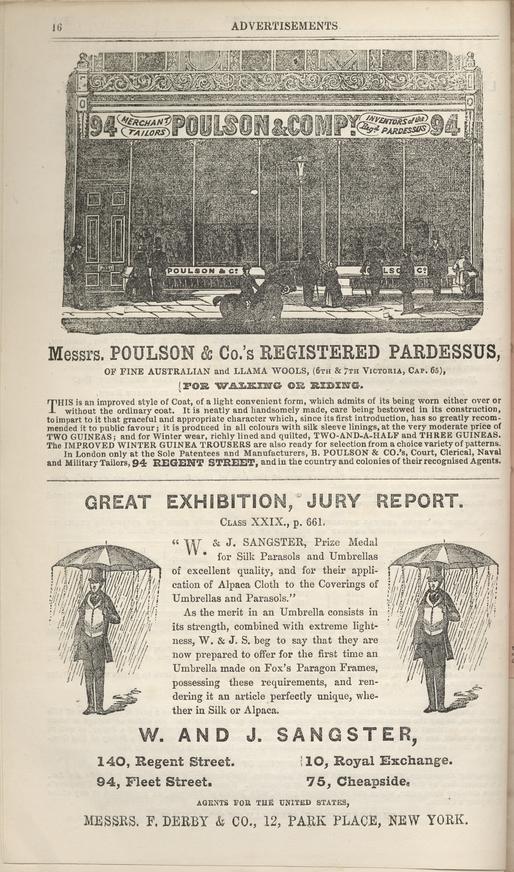 16
ADVERTISEMENTS
94 MERCHANT TAILORS POULSON & COMPY. INVENTORS of the Regd. PARDESSUS 94
POULSON & Co.
POULSON & Co.
Messrs. POULSON & Co.'s REGISTERED PARDESSUS,
OF FINE AUSTRALIAN and LLAMA WOOLS, (6TH & 7TH VICTORIA, CAP. 65),
FOR WALKING OR RIDING.
THIS is an improved style of Coat, of a light convenient form, which admits of its being worn either over or
without the ordinary coat. It is neatly and handsomely made, care being bestowed in its construction,
to impart to it that graceful and appropriate character which, since its first introduction, has so greatly recom-
mended it to public favour; it is produced in all colours with silk sleeve linings, at the very moderate price of
TWO GUINEAS; and for Winter wear, richly lined and quilted, TWO-AND-A-HALF and THREE GUINEAS.
The IMPROVED WINTER GUINEA TROUSERS are also ready for selection from a choice variety of patterns.
In London only at the Sole Patentees and Manufacturers, B. POULSON & CO.'S, Court, Clerical, Naval
and Military Tailors, 94 REGENT STREET, and in the country and colonies of their recognised Agents.
GREAT EXHIBITION, JURY REPORT.
CLASS XXIX., p. 661.
"W. & J. SANGSTER, Prize Medal
for Silk Parasols and Umbrellas
of excellent quality, and for their appli-
cation of Alpaca Cloth to the Coverings of
Umbrellas and Parasols."
As the merit in an Umbrella consists in
its strength, combined with extreme light-
ness, W. & J. S. beg to say that they are
now prepared to offer for the first time an
Umbrella made on Fox's Paragon Frames,
possessing these requirements, and ren-
dering it an article perfectly unique, whe-
ther in Silk or Alpaca.
W. AND J. SANGSTER,
140, Regent Street. 10, Royal Exchange.
94, Fleet Street. 75, Cheapside.
AGENTS FOR THE UNITED STATES,
MESSRS. F. DERBY & CO., 12, PARK PLACE, NEW YORK.